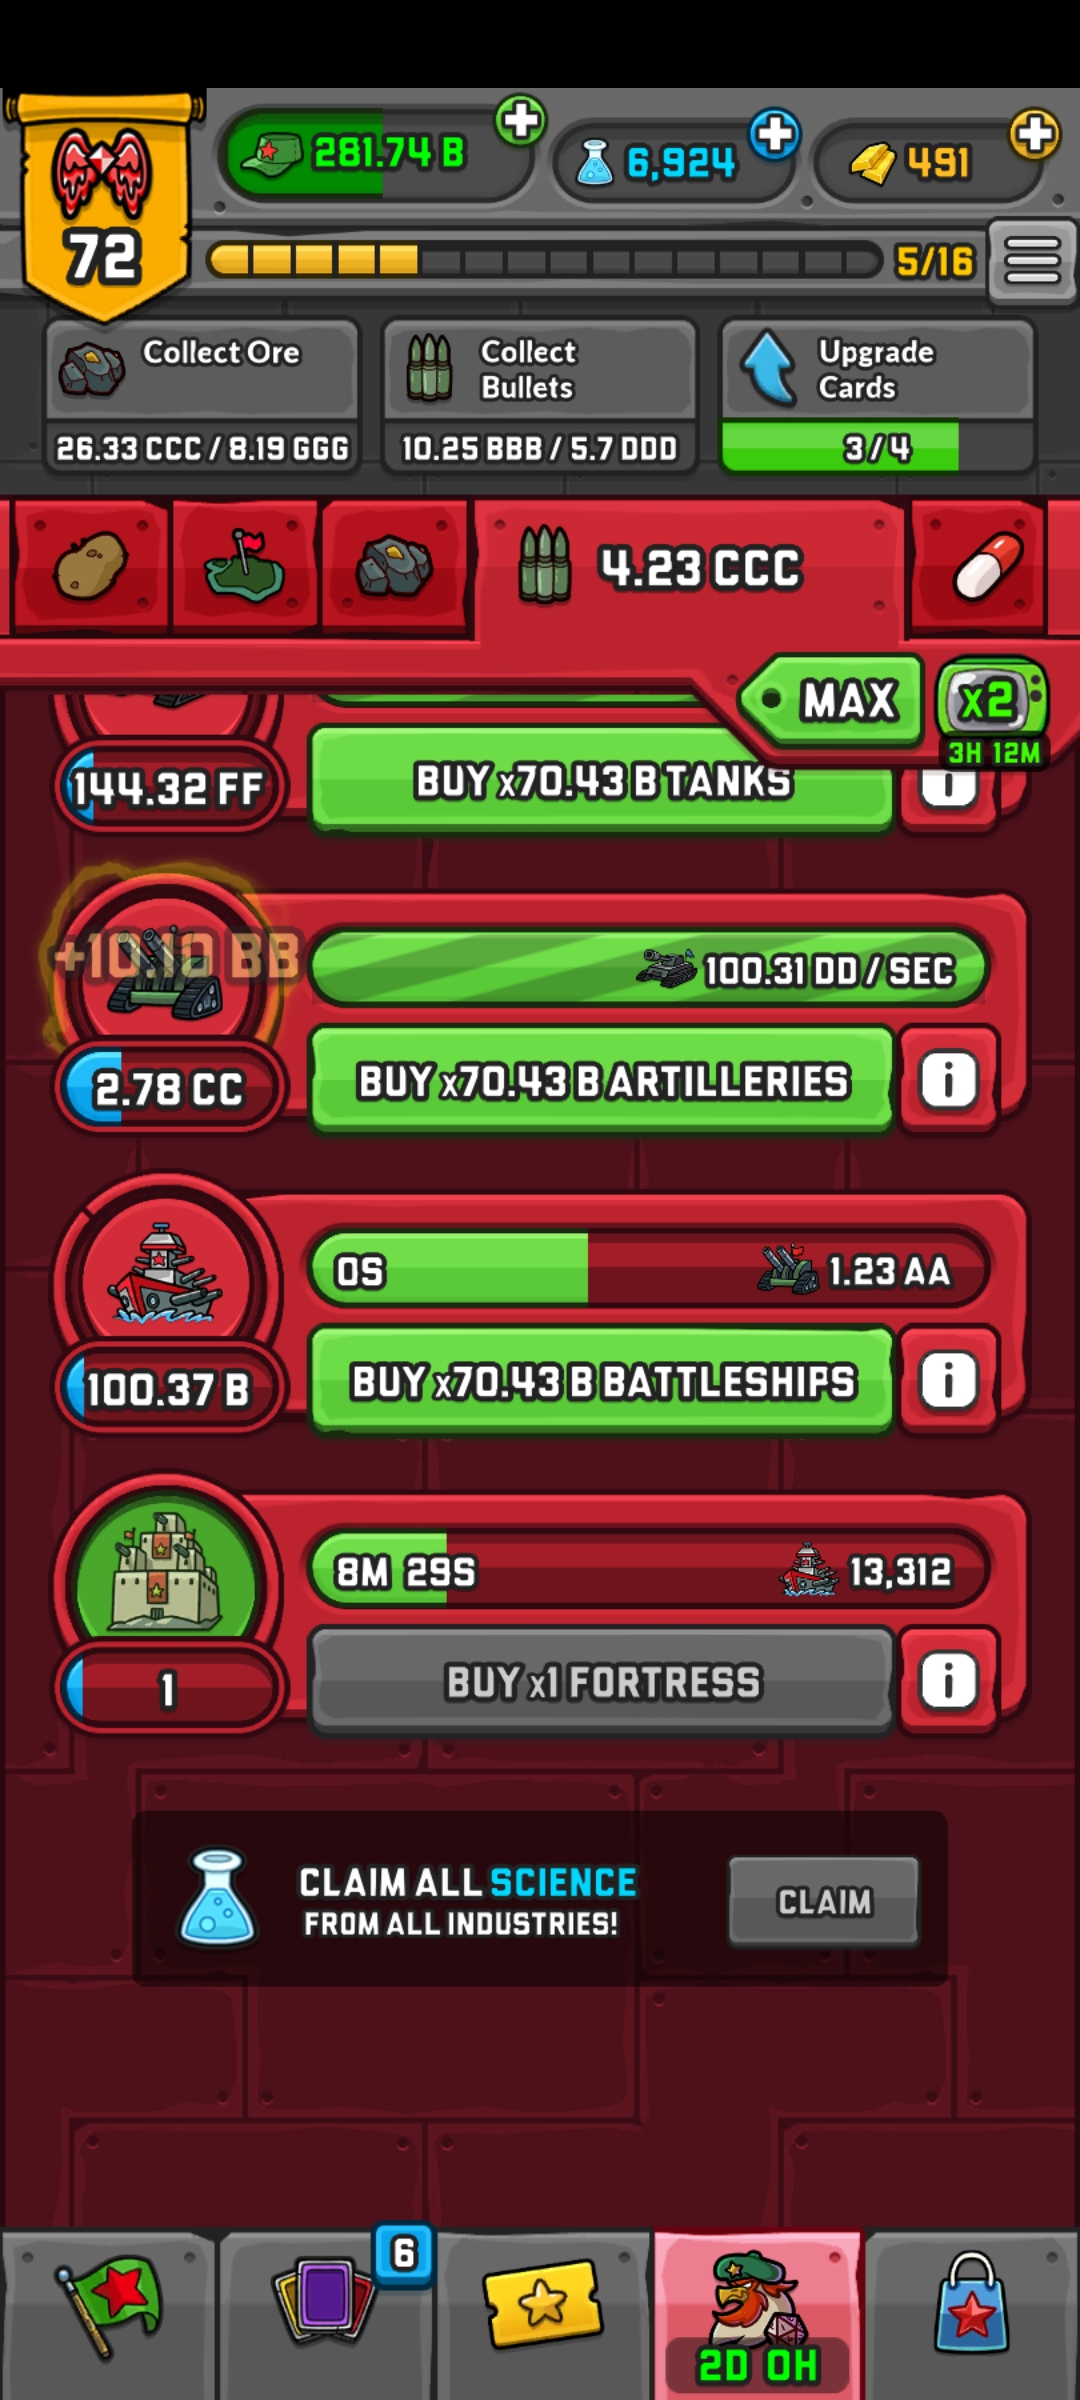 281.74 B
6,924
491
72
5/16
Collect Ore
26.33 CCC / 8.19 GGG
Collect
Bullets
10.25 BBB / 5.7 DDD
Upgrade
Cards
3/4
4.23 CCC
MAX
x2
3H 12M
144.32 FF
BUY x70.43 B TANKS
i
+10.10 BB
100.31 DD / SEC
2.78 CC
BUY x70.43 B ARTILLERIES
i
0S
1.23 AA
100.37 B
BUY x70.43 B BATTLESHIPS
i
8M 29S
13,312
1
BUY x1 FORTRESS
i
CLAIM ALL SCIENCE
FROM ALL INDUSTRIES!
CLAIM
6
2D 0H